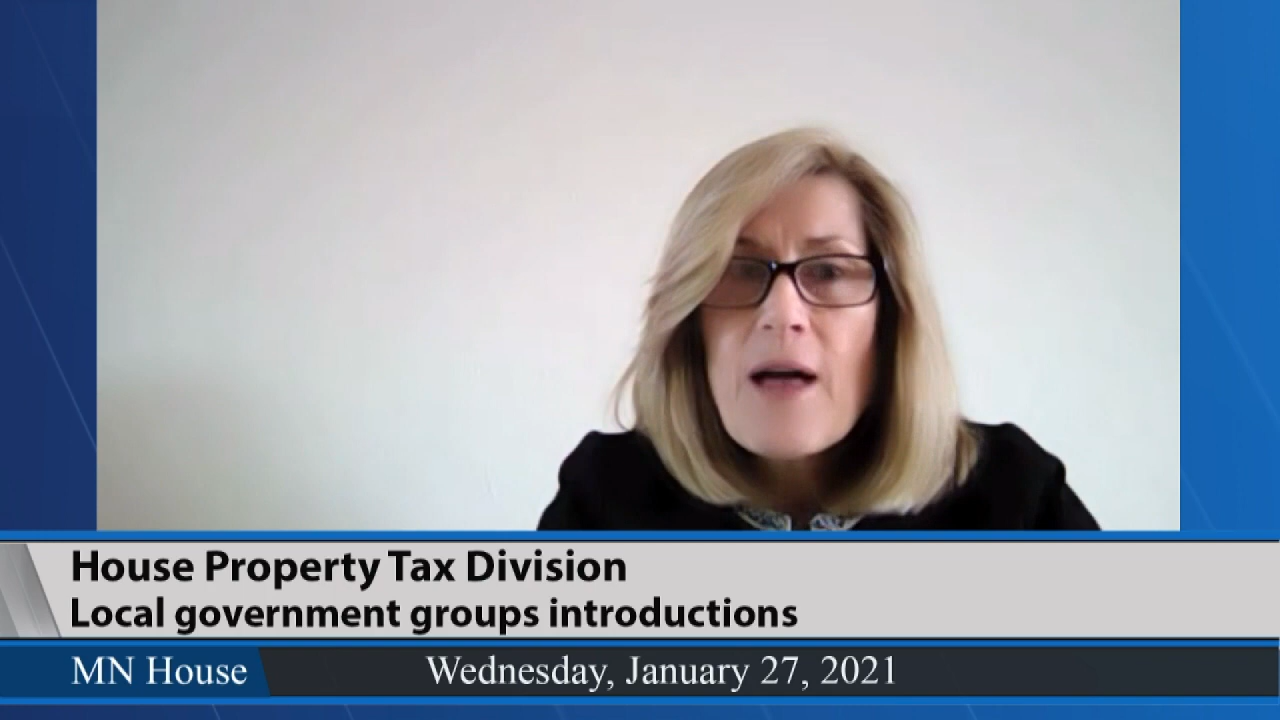 House Property Tax Division
Local government groups introductions
MN House
Wednesday, January 27, 2021